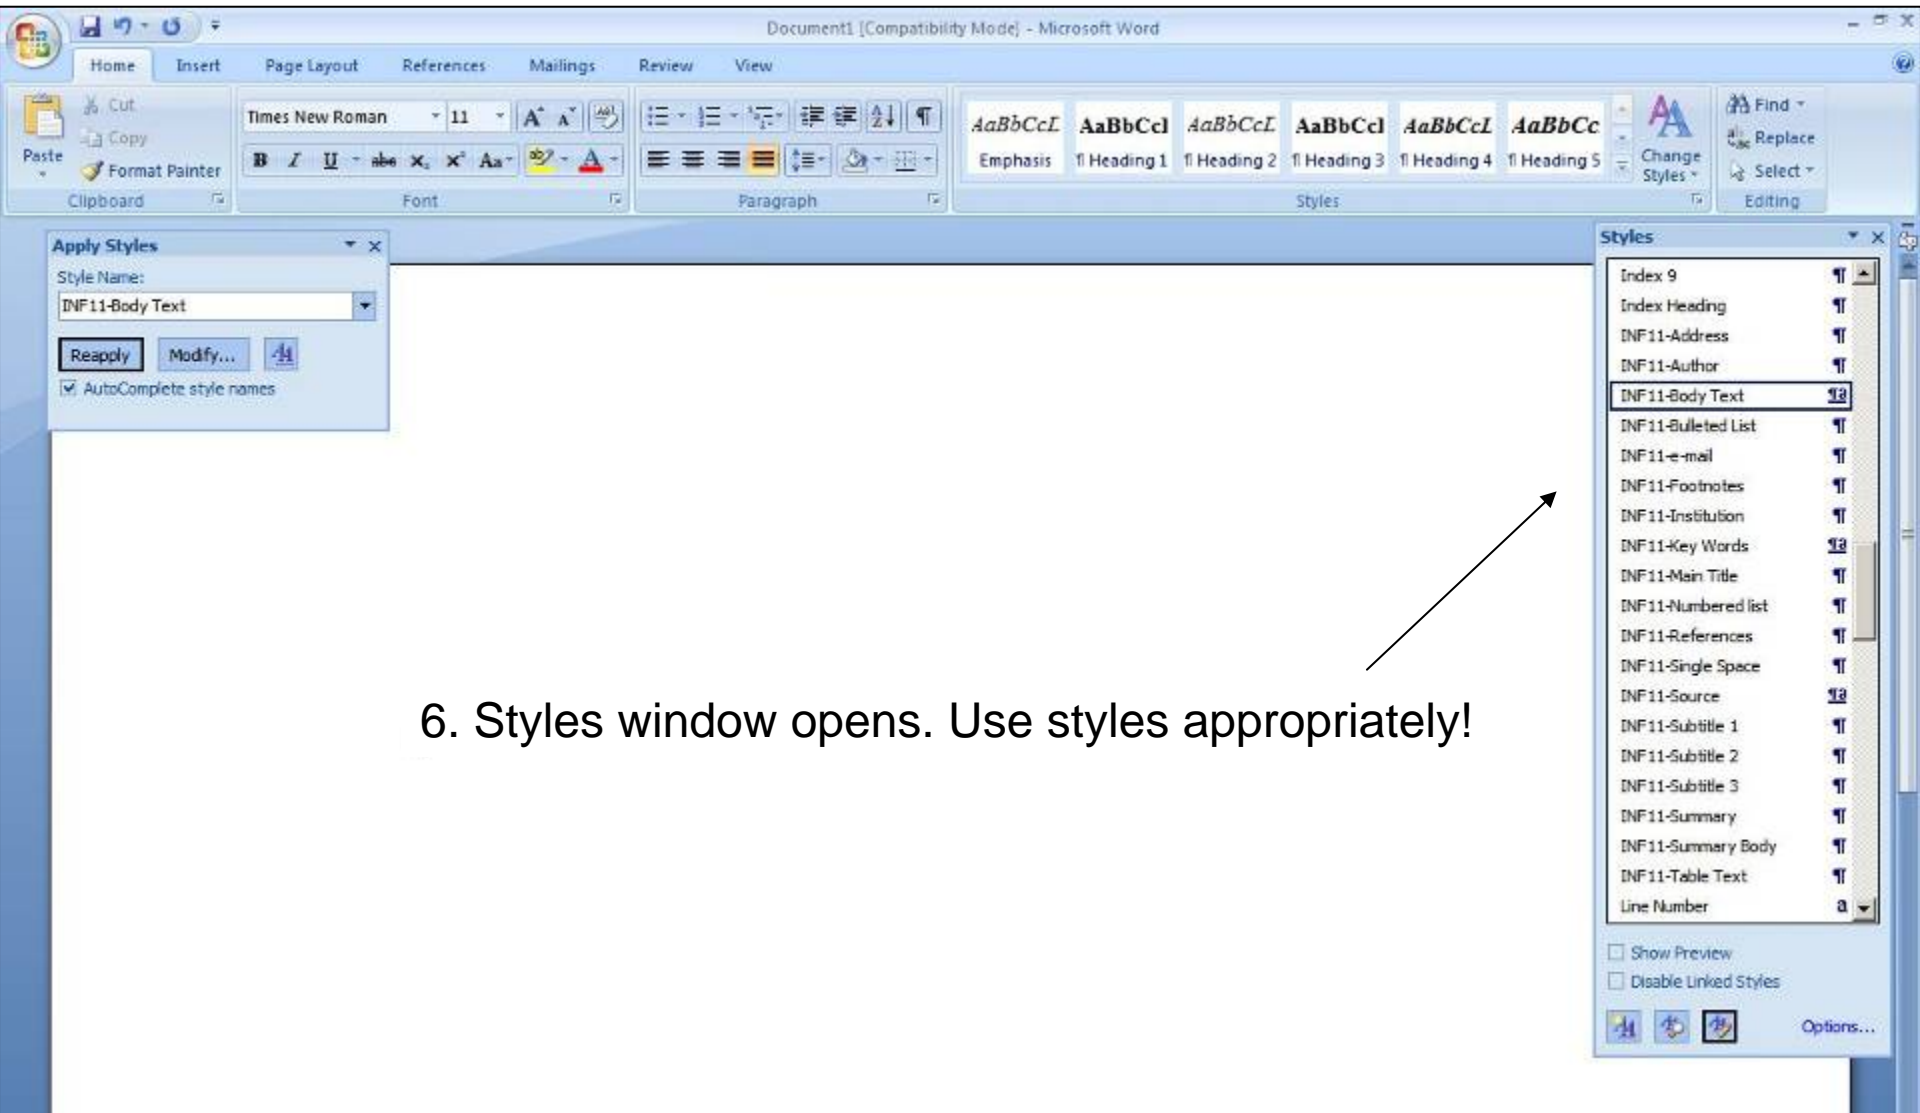 Document1 [Compatibility Mode] - Microsoft Word
Home Insert Page Layout References Mailings Review View
Cut
Copy
Paste
Format Painter
Clipboard
Times New Roman 11
B I U abc x₂ x² Aa
Font
Paragraph
AaBbCcL AaBbCcl AaBbCcL AaBbCcl AaBbCcL AaBbCc
Emphasis ¶ Heading 1 ¶ Heading 2 ¶ Heading 3 ¶ Heading 4 ¶ Heading 5
Change
Styles
Styles
Find
Replace
Select
Editing
Apply Styles
Style Name:
INF11-Body Text
Reapply Modify...
AutoComplete style names
6. Styles window opens. Use styles appropriately!
Styles
Index 9 ¶
Index Heading ¶
INF11-Address ¶
INF11-Author ¶
INF11-Body Text ¶a
INF11-Bulleted List ¶
INF11-e-mail ¶
INF11-Footnotes ¶
INF11-Institution ¶
INF11-Key Words ¶a
INF11-Main Title ¶
INF11-Numbered list ¶
INF11-References ¶
INF11-Single Space ¶
INF11-Source ¶a
INF11-Subtitle 1 ¶
INF11-Subtitle 2 ¶
INF11-Subtitle 3 ¶
INF11-Summary ¶
INF11-Summary Body ¶
INF11-Table Text ¶
Line Number a
Show Preview
Disable Linked Styles
Options...